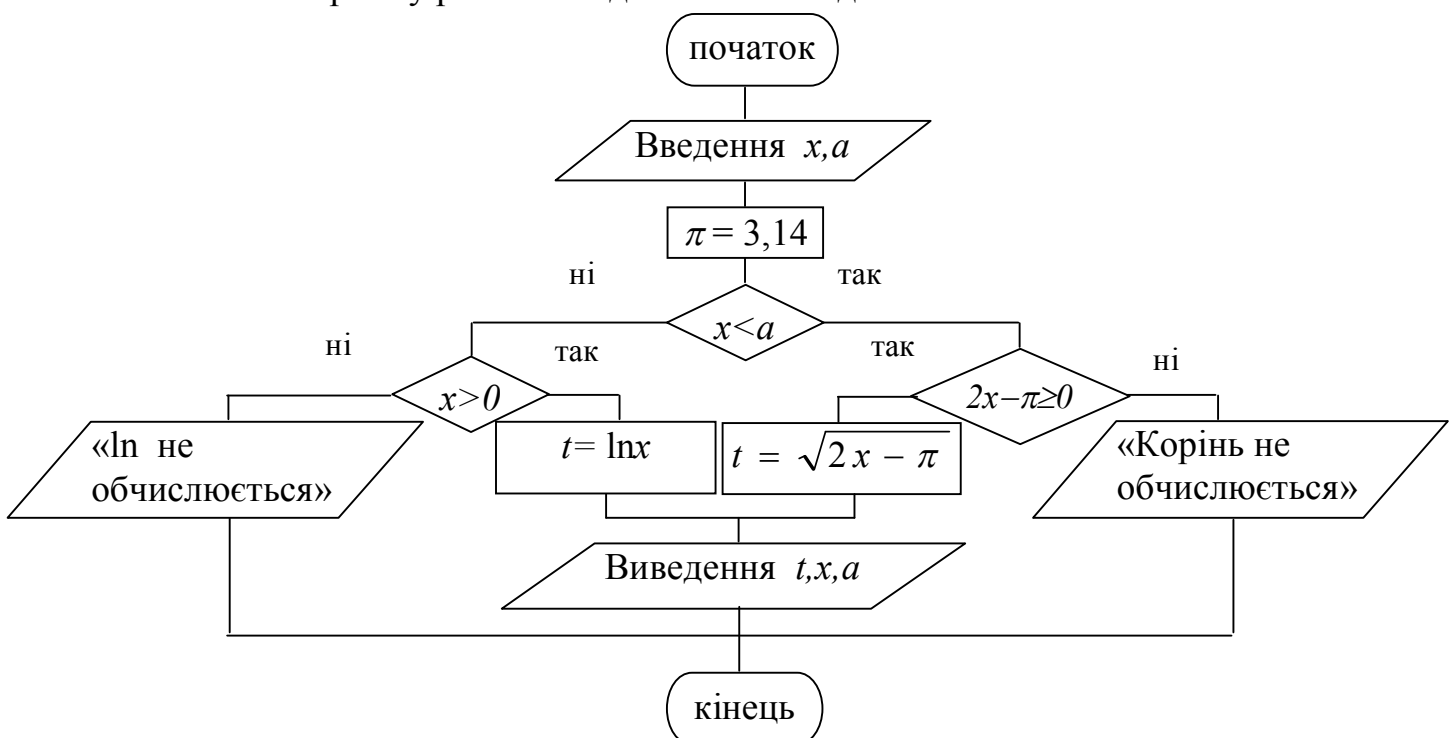 початок
Введення x,a
π = 3,14
ні
так
x<a
ні
так
так
ні
x>0
2x−π≥0
«ln не
обчислюється»
t= lnx
t = √2x − π
«Корінь не
обчислюється»
Виведення t,x,a
кінець